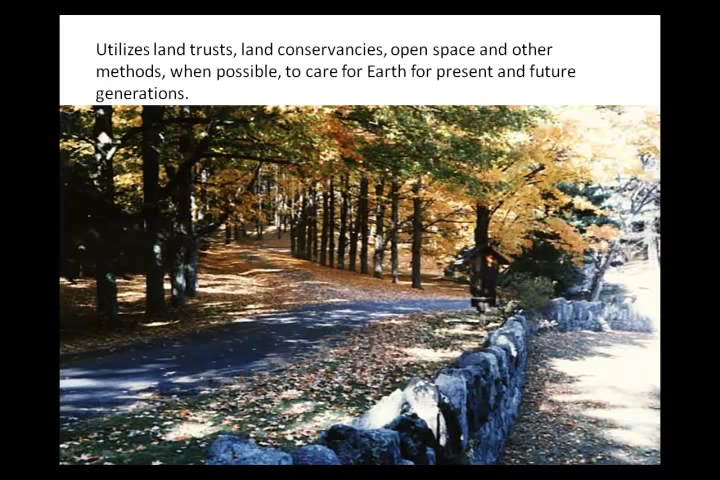 Utilizes land trusts, land conservancies, open space and other
methods, when possible, to care for Earth for present and future
generations.